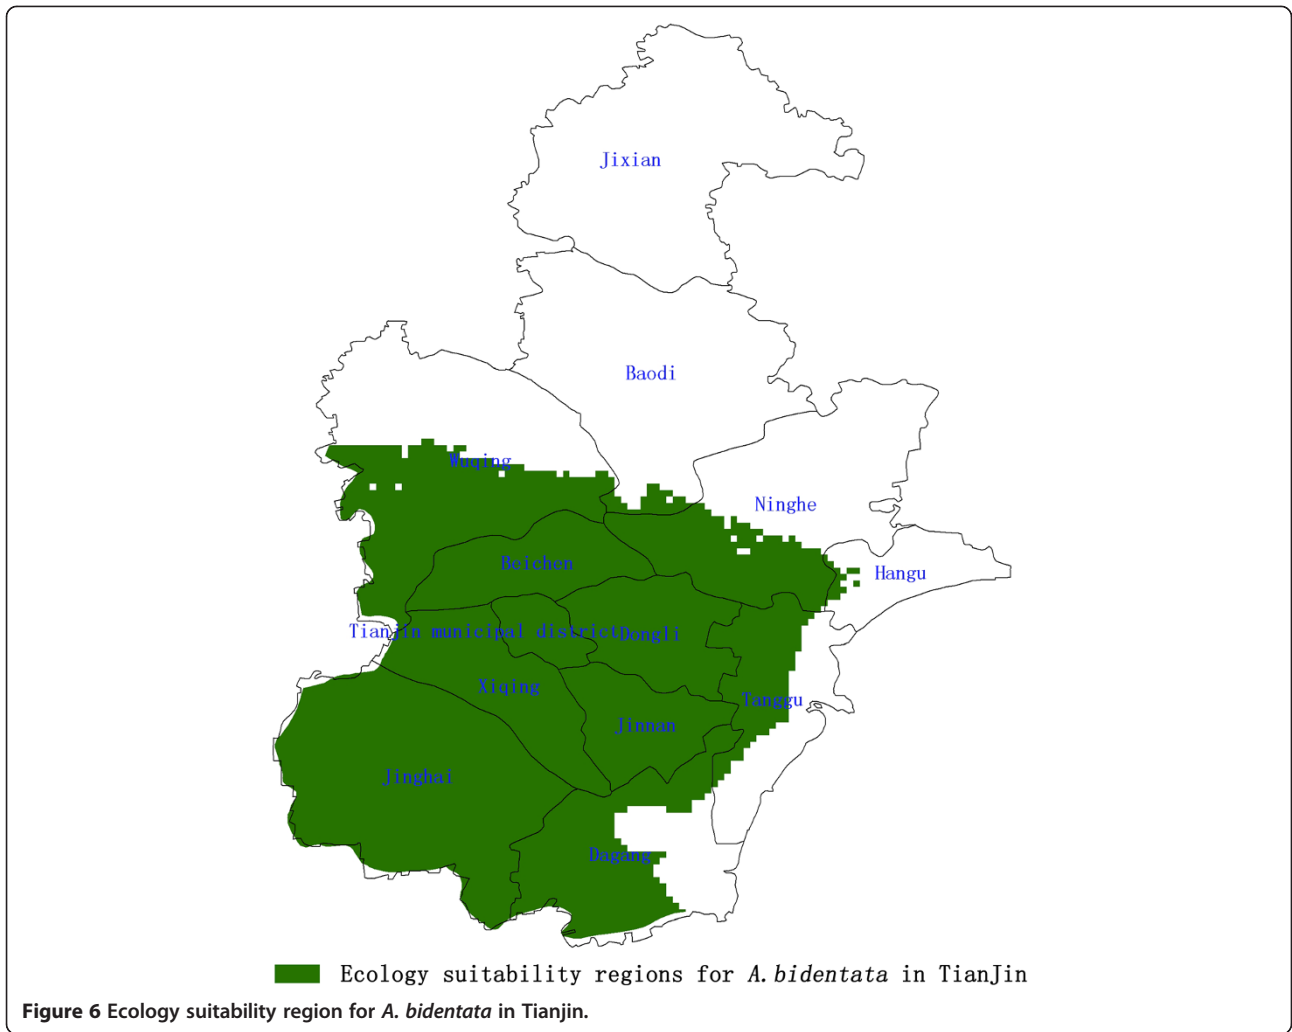 Jixian
Baodi
Wuqing
Ninghe
Beichen
Hangu
Tianjin municipal district
Dongli
Xiqing
Tanggu
Jinnan
Jinghai
Dagang
Ecology suitability regions for A.bidentata in TianJin
Figure 6 Ecology suitability region for A. bidentata in Tianjin.